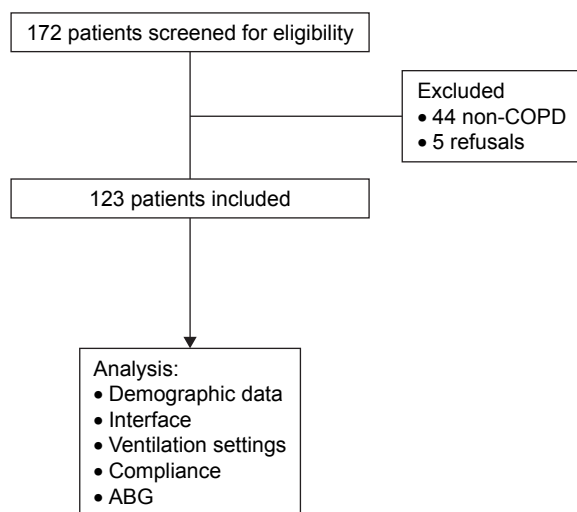 172 patients screened for eligibility
Excluded
• 44 non-COPD
• 5 refusals
123 patients included
Analysis:
• Demographic data
• Interface
• Ventilation settings
• Compliance
• ABG